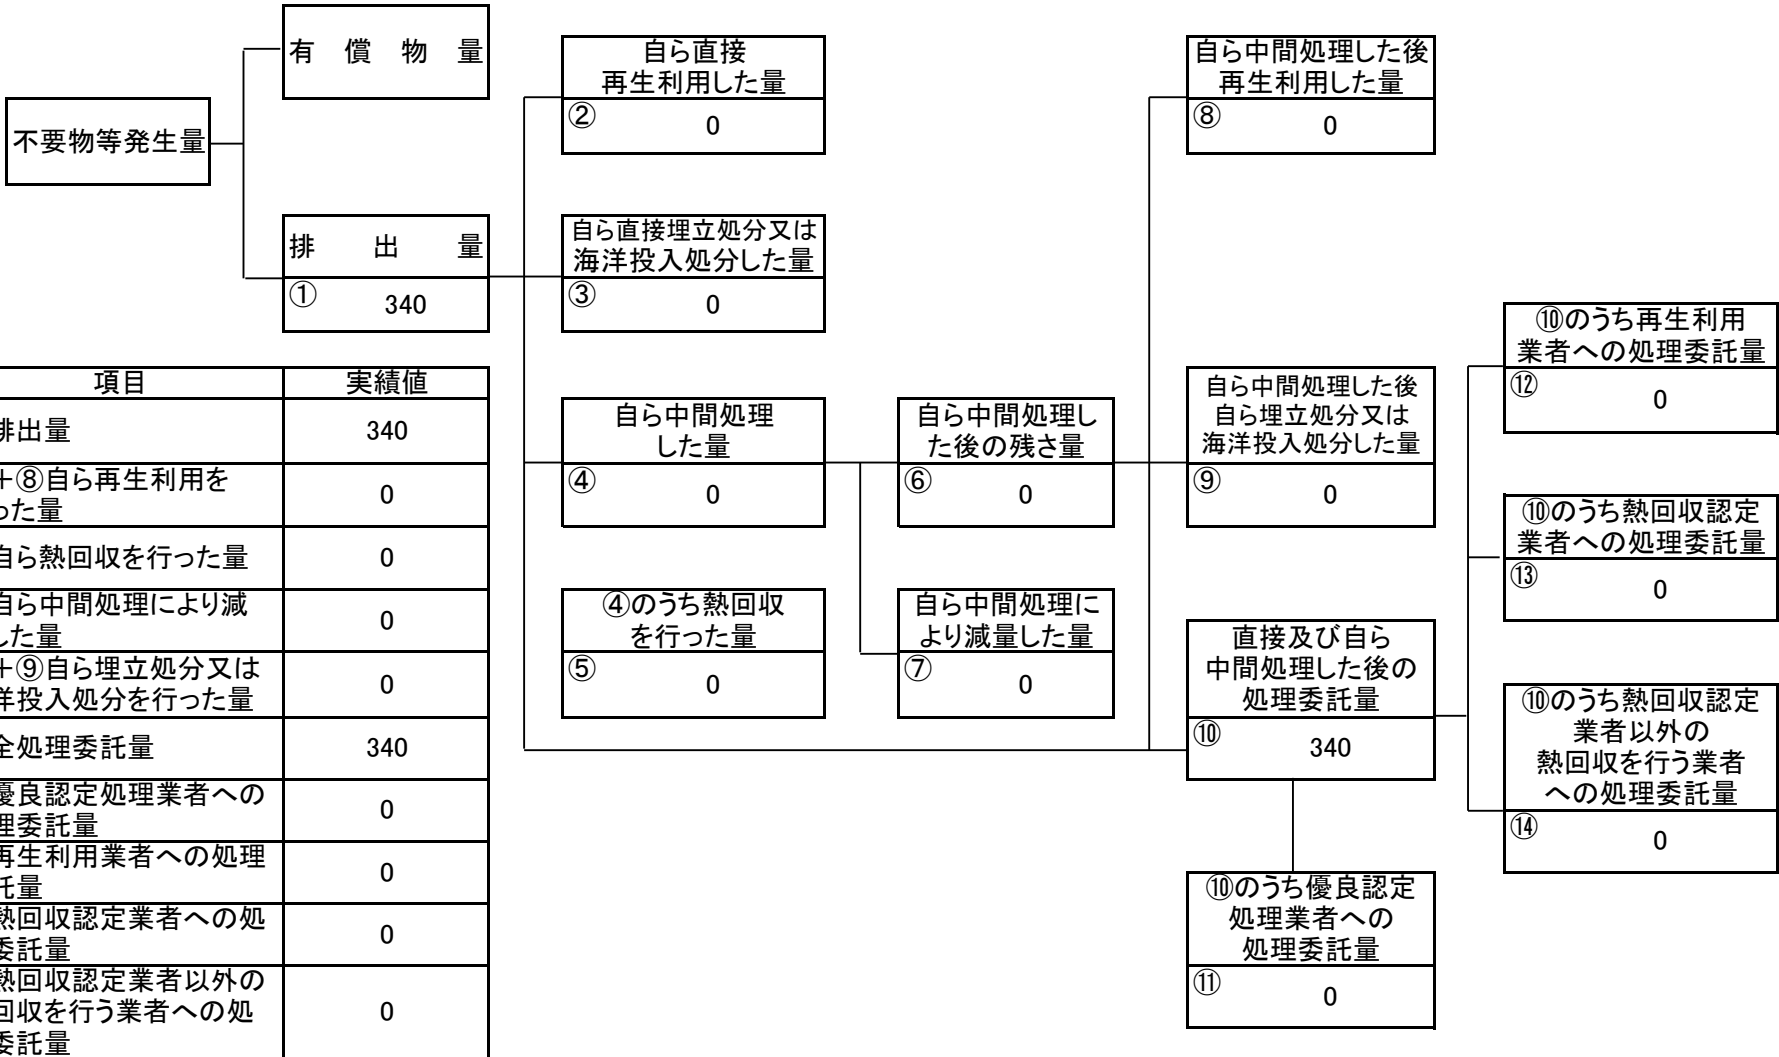 有 償 物 量
不要物等発生量
排 出 量
① 340
自ら直接
再生利用した量
② 0
自ら直接埋立処分又は
海洋投入処分した量
③ 0
自ら中間処理
した量
④ 0
④のうち熱回収
を行った量
⑤ 0
自ら中間処理し
た後の残さ量
⑥ 0
自ら中間処理に
より減量した量
⑦ 0
自ら中間処理した後
再生利用した量
⑧ 0
自ら中間処理した後
自ら埋立処分又は
海洋投入処分した量
⑨ 0
直接及び自ら
中間処理した後の
処理委託量
⑩ 340
⑩のうち優良認定
処理業者への
処理委託量
⑪ 0
⑩のうち再生利用
業者への処理委託量
⑫ 0
⑩のうち熱回収認定
業者への処理委託量
⑬ 0
⑩のうち熱回収認定
業者以外の
熱回収を行う業者
への処理委託量
⑭ 0
項目 実績値
排出量 340
+⑧自ら再生利用を
った量 0
自ら熱回収を行った量 0
自ら中間処理により減
した量 0
+⑨自ら埋立処分又は
洋投入処分を行った量 0
全処理委託量 340
優良認定処理業者への
理委託量 0
再生利用業者への処理
託量 0
熱回収認定業者への処
委託量 0
熱回収認定業者以外の
回収を行う業者への処
委託量 0